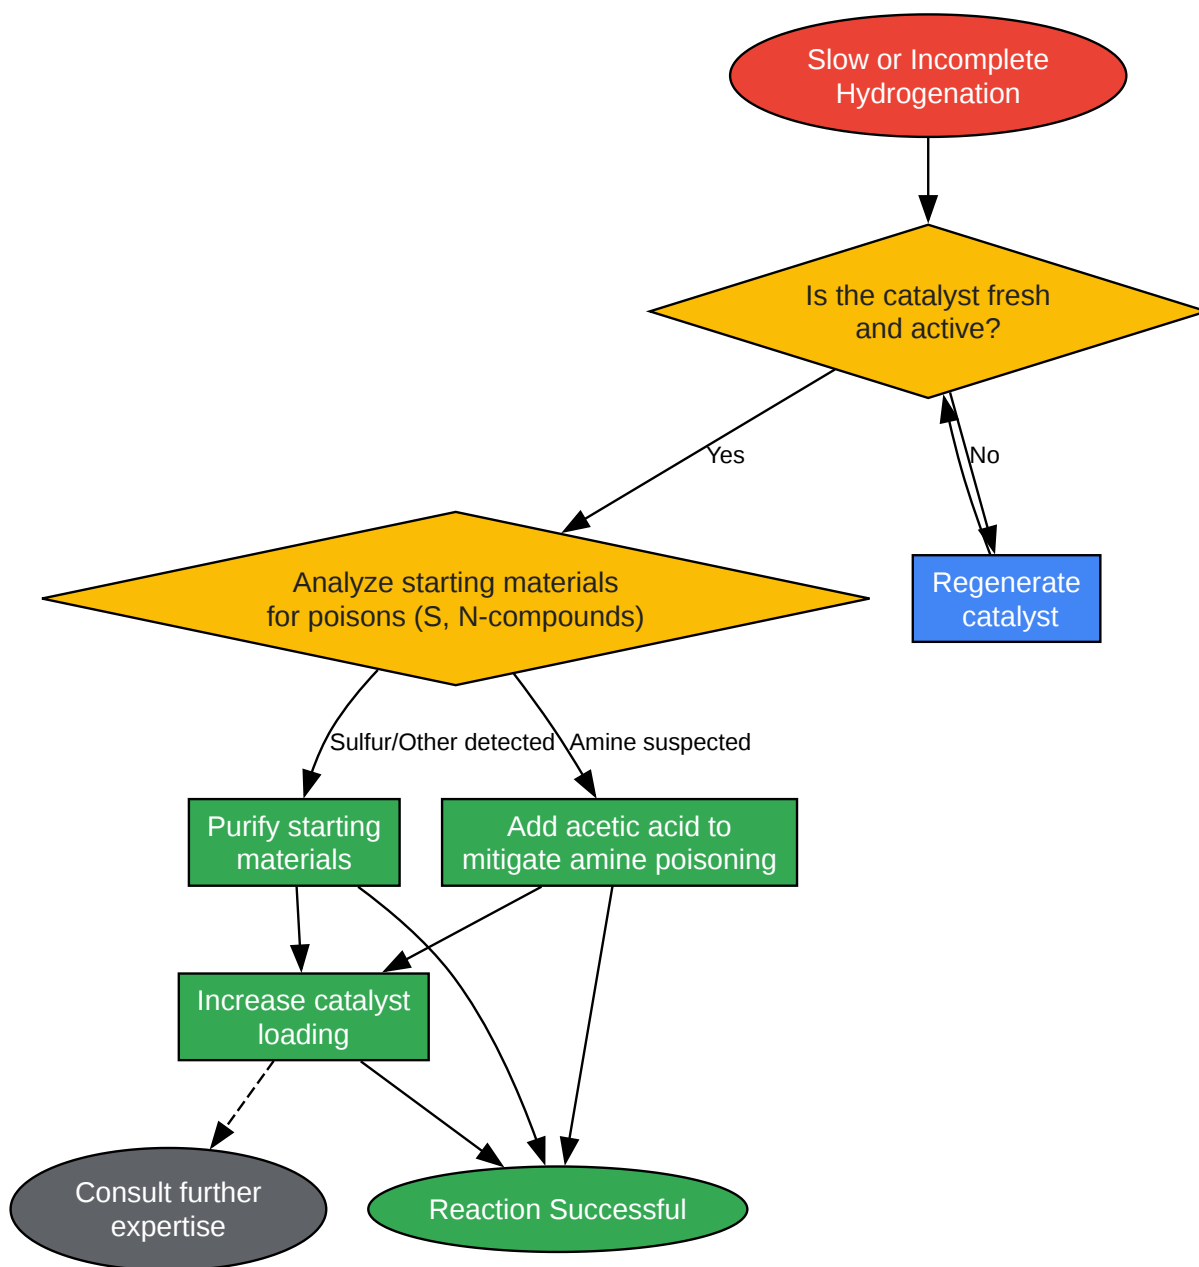 Slow or Incomplete
Hydrogenation
Is the catalyst fresh
and active?
Yes
No
Analyze starting materials
for poisons (S, N-compounds)
Regenerate
catalyst
Sulfur/Other detected
Amine suspected
Purify starting
materials
Add acetic acid to
mitigate amine poisoning
Increase catalyst
loading
Consult further
expertise
Reaction Successful